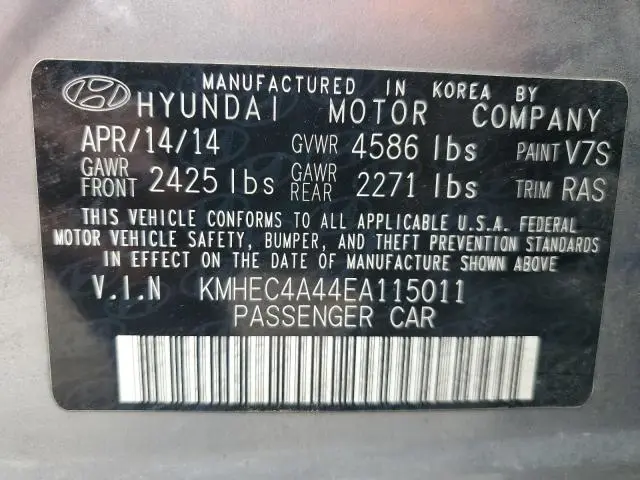 MANUFACTURED IN KOREA BY
HYUNDAI MOTOR COMPANY
APR/14/14 GVWR 4586 lbs PAINT V7S
GAWR FRONT 2425 lbs GAWR REAR 2271 lbs TRIM RAS
THIS VEHICLE CONFORMS TO ALL APPLICABLE U.S.A. FEDERAL
MOTOR VEHICLE SAFETY, BUMPER, AND THEFT PREVENTION STANDARDS
IN EFFECT ON THE DATE OF MANUFACTURE SHOWN ABOVE.
V.I.N KMHEC4A44EA115011
PASSENGER CAR